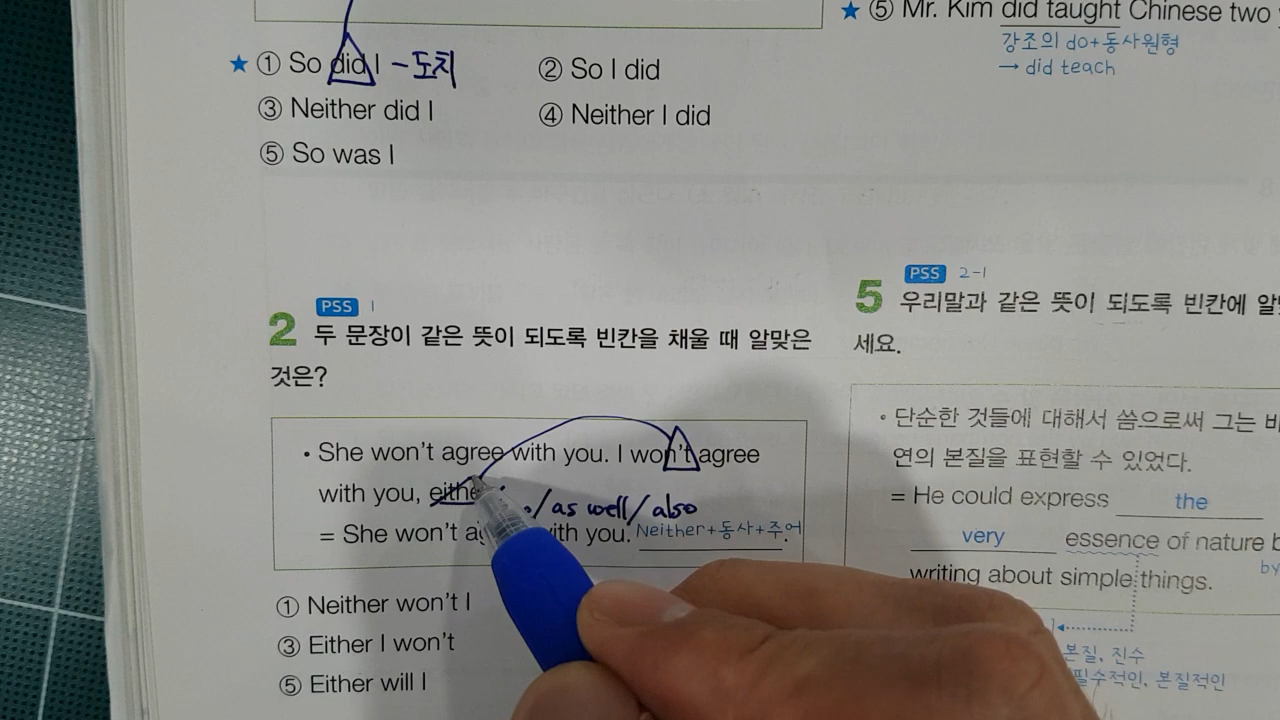 ① So did I - 도치
② So I did
③ Neither did I
④ Neither I did
⑤ So was I
PSS 1
2 두 문장이 같은 뜻이 되도록 빈칸을 채울 때 알맞은
것은?
• She won't agree with you. I won't agree
with you,
/as well/also
= She won't with you. Neither+동사+주어.
① Neither won't I
③ Either I won't
⑤ Either will I
★ ⑤ Mr. Kim did taught Chinese two
강조의 do+동사원형
→ did teach
PSS 2-1
5 우리말과 같은 뜻이 되도록 빈칸에
세요.
• 단순한 것들에 대해서 씀으로써 그는
연의 본질을 표현할 수 있었다.
= He could express the
very essence of nature
by
writing about simple things.
본질, 진수
필수적인, 본질적인